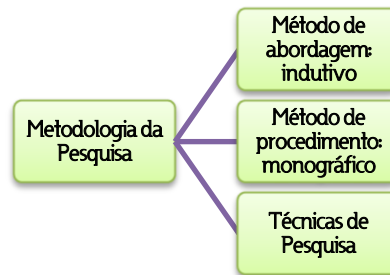 Metodologia da
Pesquisa
Método de
abordagem:
indutivo
Método de
procedimento:
monográfico
Técnicas de
Pesquisa